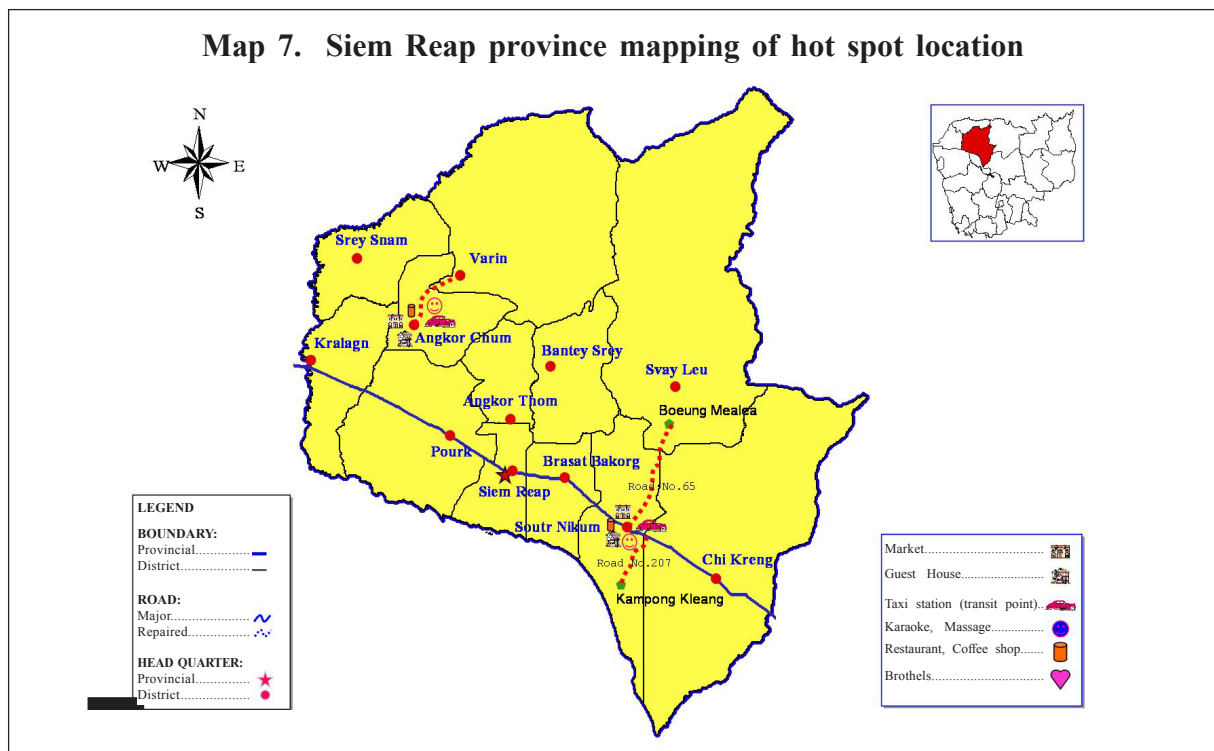 Map 7. Siem Reap province mapping of hot spot location
N
W E
S
Srey Snam
Varin
Angkor Chum
Kralagn
Bantey Srey
Svay Leu
Angkor Thom
Boeung Mealea
Pourk
Brasat Bakorg
Siem Reap
Road No.65
Soutr Nikum
Chi Kreng
Road No.207
Kampong Kleang
LEGEND
BOUNDARY:
Provincial.....................
District.........................
ROAD:
Major...........................
Repaired......................
HEAD QUARTER:
Provincial.....................
District.........................
Market.............................
Guest House.......................
Taxi station (transit point)..
Karaoke, Massage................
Restaurant, Coffee shop.......
Brothels...........................